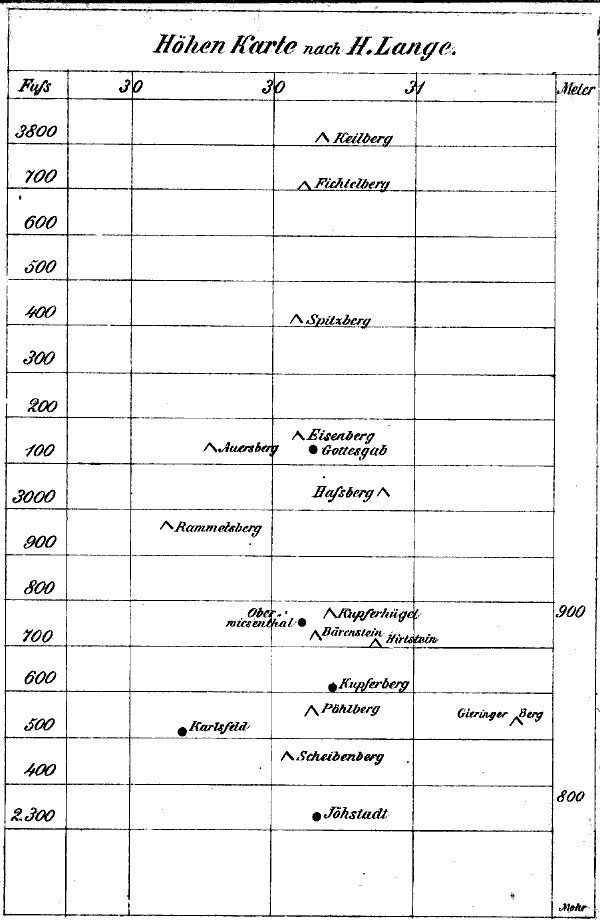 Höhen Karte nach H. Lange.
Fuſs 30 30 31 Meter
3800 Keilberg
700 Fichtelberg
600
500
400 Spitzberg
300
200
Eisenberg
100 Auersberg Gottesgab
3000 Haſsberg
Rammelsberg
900
800
Ober- Kupferhügel 900
wiesenthal
700 Bärenstein Hirtstein
600 Kupferberg
Pöhlberg Gieringer Berg
500 Karlsfeld
400 Scheibenberg
800
2.300 Jöhstadt
Mohr